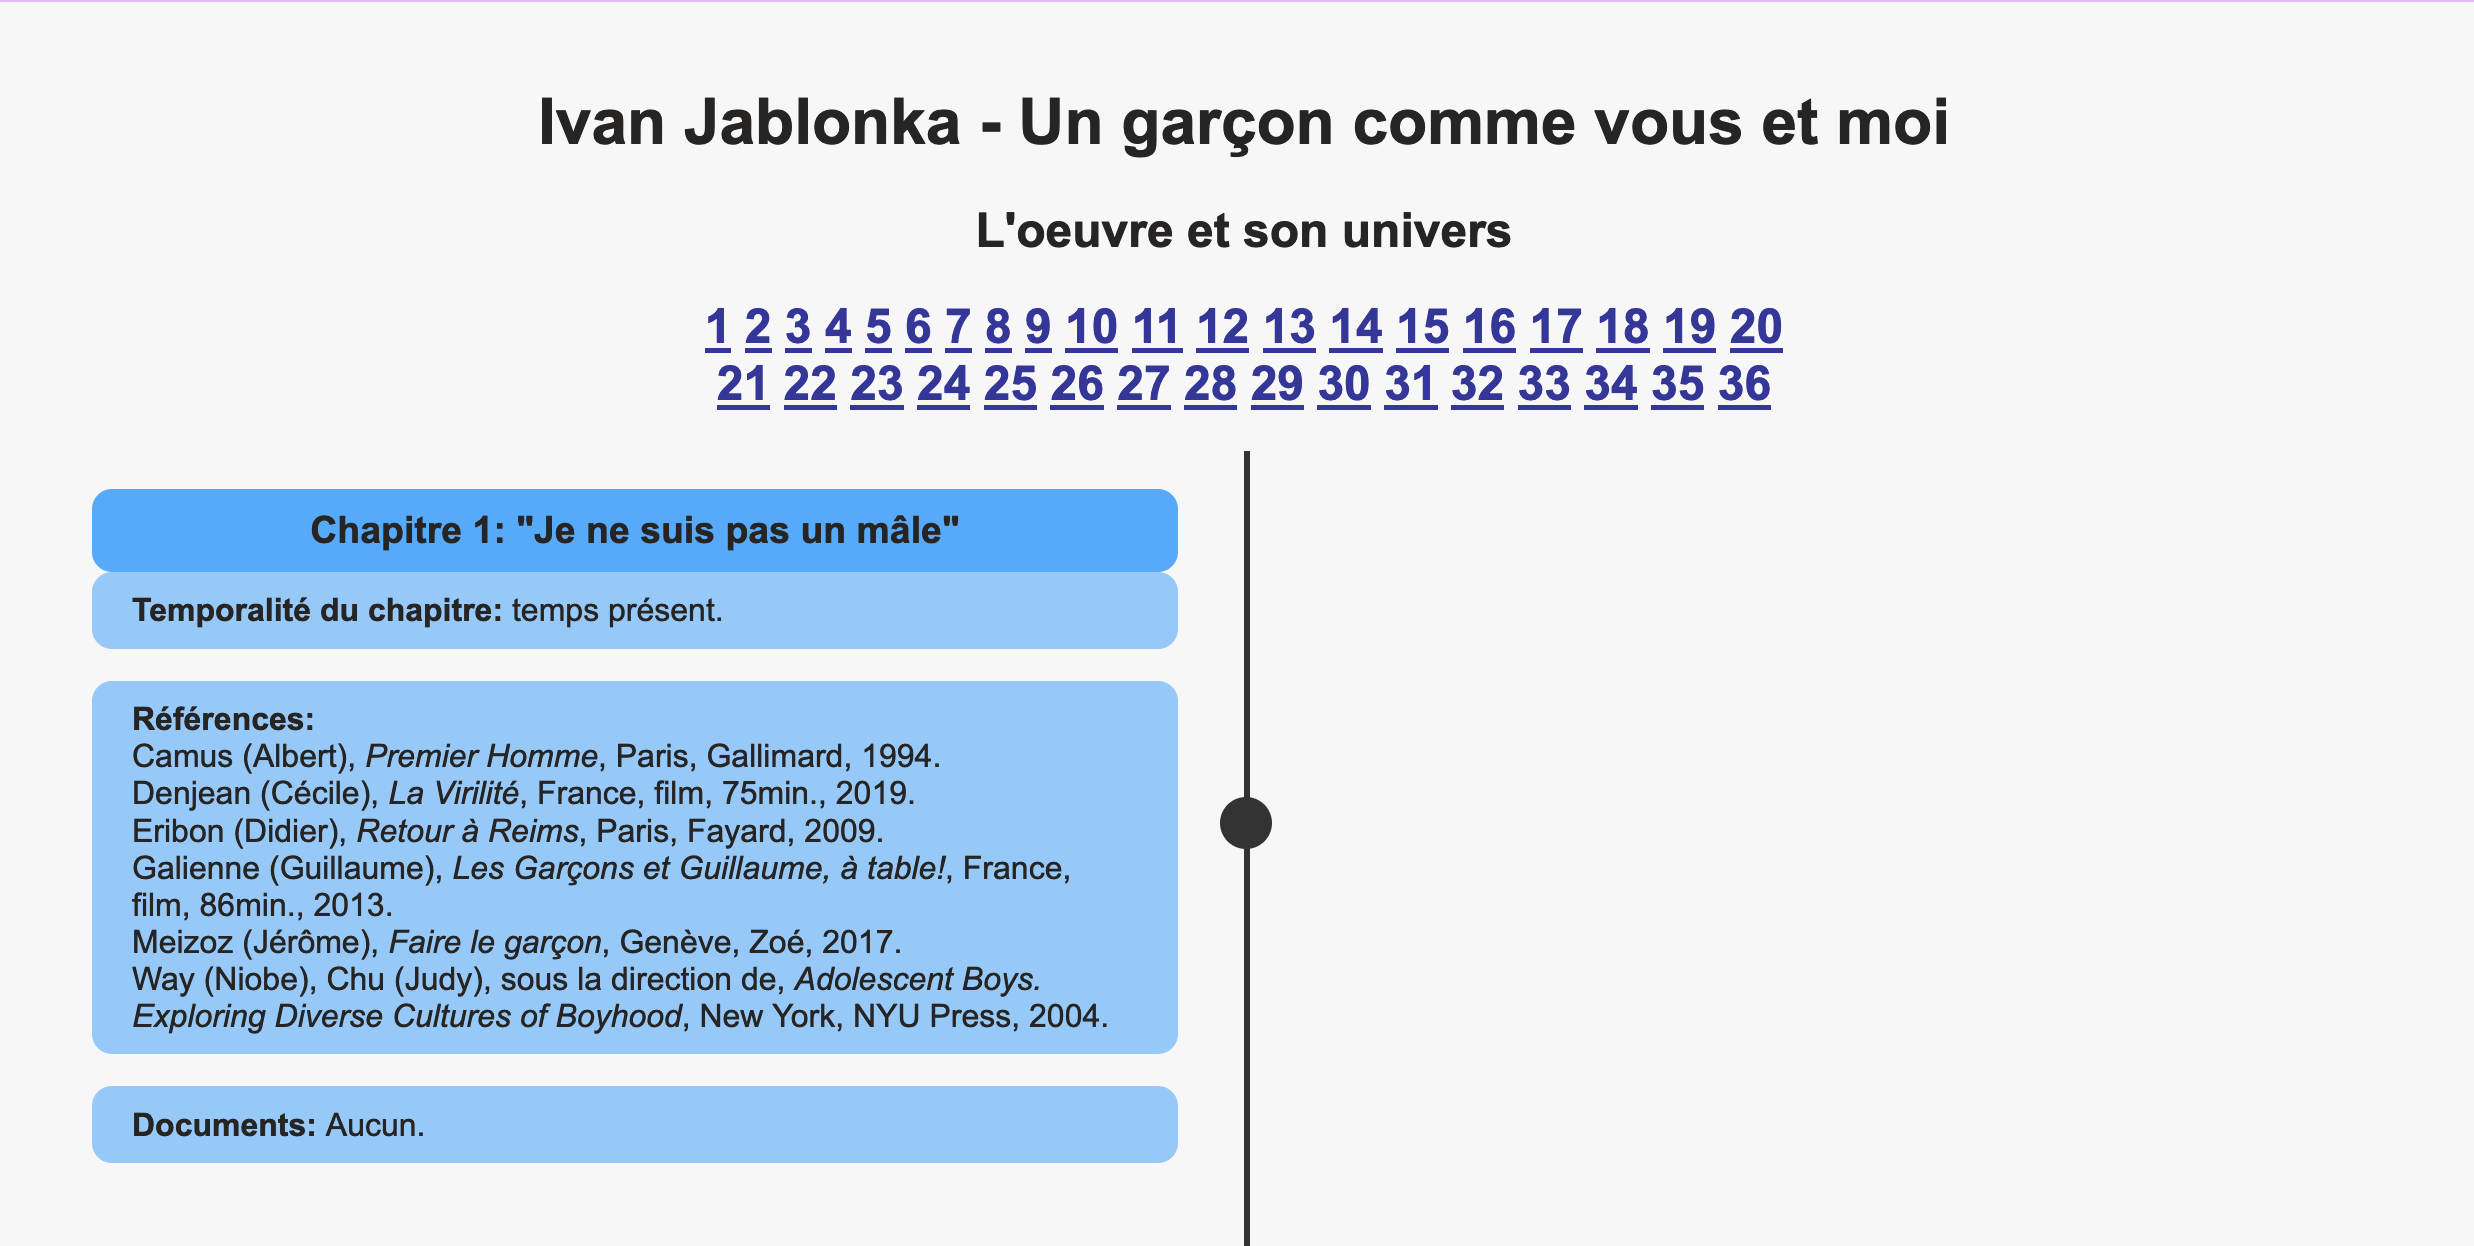 Ivan Jablonka - Un garçon comme vous et moi
L'oeuvre et son univers
1 2 3 4 5 6 7 8 9 10 11 12 13 14 15 16 17 18 19 20
21 22 23 24 25 26 27 28 29 30 31 32 33 34 35 36
Chapitre 1: "Je ne suis pas un mâle"
Temporalité du chapitre: temps présent.
Références:
Camus (Albert), Premier Homme, Paris, Gallimard, 1994.
Denjean (Cécile), La Virilité, France, film, 75min., 2019.
Eribon (Didier), Retour à Reims, Paris, Fayard, 2009.
Galienne (Guillaume), Les Garçons et Guillaume, à table!, France,
film, 86min., 2013.
Meizoz (Jérôme), Faire le garçon, Genève, Zoé, 2017.
Way (Niobe), Chu (Judy), sous la direction de, Adolescent Boys.
Exploring Diverse Cultures of Boyhood, New York, NYU Press, 2004.
Documents: Aucun.